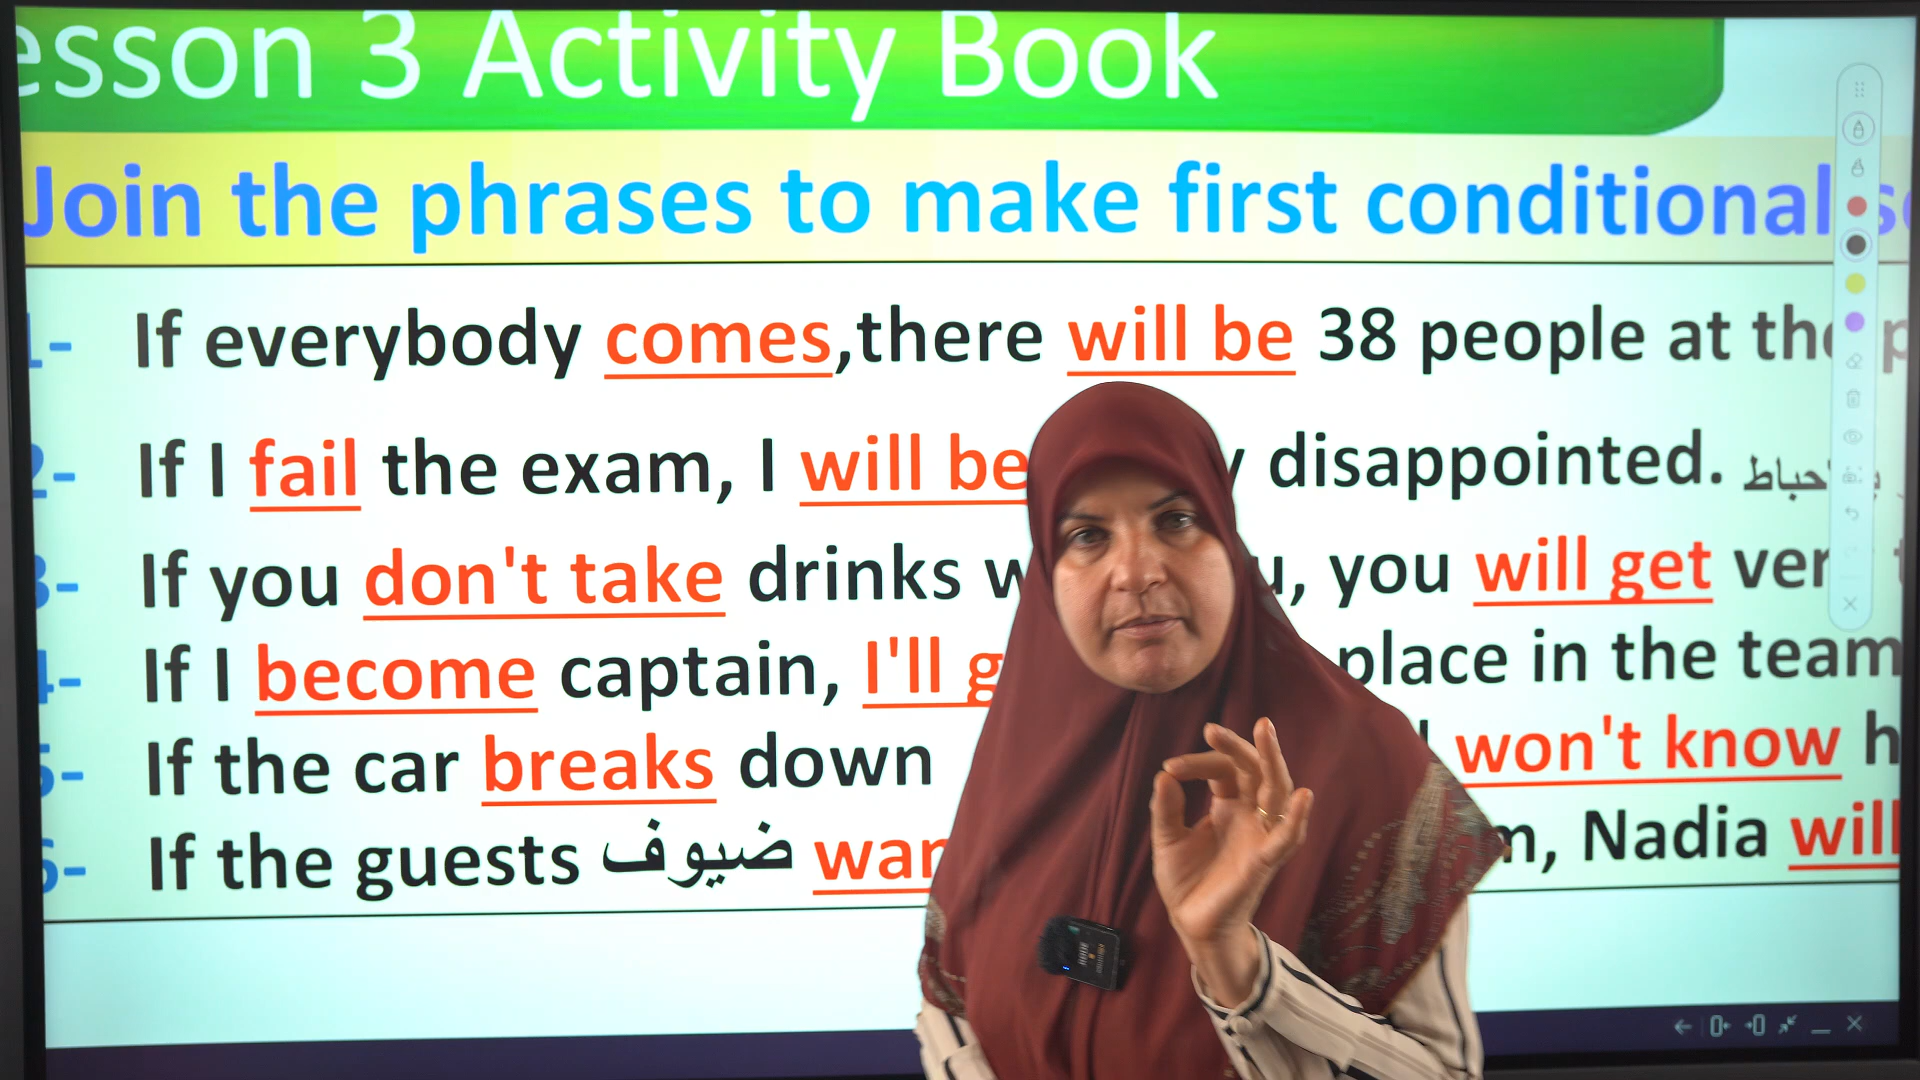 esson 3 Activity Book
Join the phrases to make first conditional
1- If everybody comes, there will be 38 people at the
2- If I fail the exam, I will be disappointed.
3- If you don't take drinks you will get
4- If I become captain, I'll place in the team
5- If the car breaks down won't know
6- If the guests ضيوف Nadia will